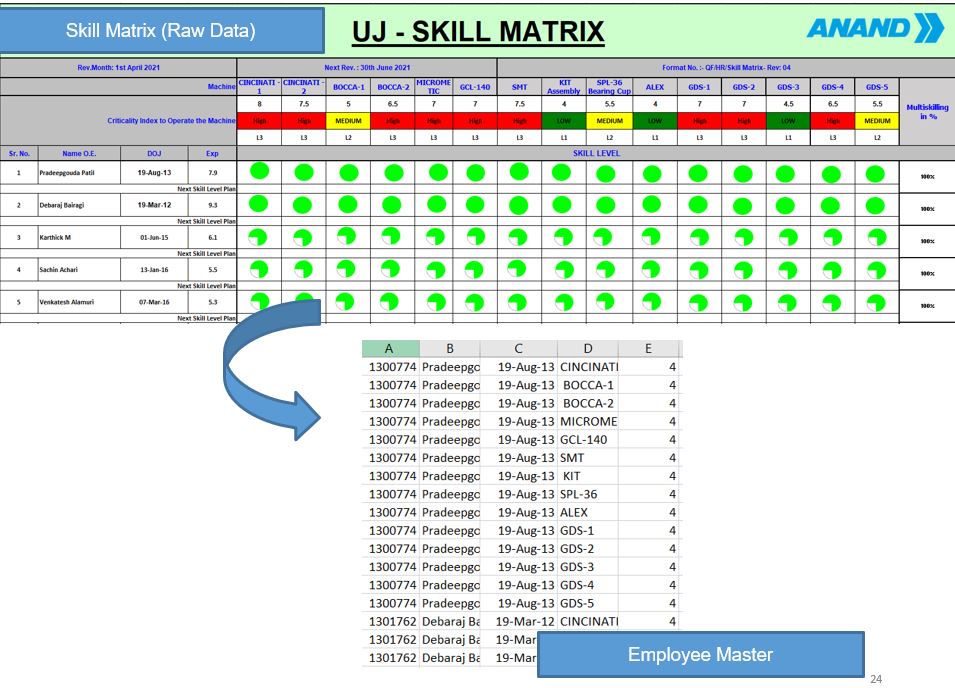 Skill Matrix (Raw Data)
UJ - SKILL MATRIX
ANAND
Rev.Month: 1st April 2021 Next Rev. : 30th June 2021 Format No. :- QF/HR/Skill Matrix- Rev: 04
Machine CINCINATI - 1 CINCINATI - 2 BOCCA-1 BOCCA-2 MICROME TIC GCL-140 SMT KIT Assembly SPL-36 Bearing Cup ALEX GDS-1 GDS-2 GDS-3 GDS-4 GDS-5 Multiskilling in %
8 7.5 5 6.5 7 7 7.5 4 5.5 4 7 7 4.5 6.5 5.5
Criticality Index to Operate the Machine High High MEDIUM High High High High LOW MEDIUM LOW High High LOW High MEDIUM
L3 L3 L2 L3 L3 L3 L3 L1 L2 L1 L3 L3 L1 L3 L2
Sr. No. Name O.E. DOJ Exp SKILL LEVEL
1 Pradeepgouda Patil 19-Aug-13 7.9 100%
Next Skill Level Plan
2 Debaraj Bairagi 19-Mar-12 9.3 100%
Next Skill Level Plan
3 Karthick M 01-Jun-15 6.1 100%
Next Skill Level Plan
4 Sachin Achari 13-Jan-16 5.5 100%
Next Skill Level Plan
5 Venkatesh Alamuri 07-Mar-16 5.3 100%
Next Skill Level Plan
A B C D E
1300774 Pradeepgo 19-Aug-13 CINCINATI 4
1300774 Pradeepgo 19-Aug-13 BOCCA-1 4
1300774 Pradeepgo 19-Aug-13 BOCCA-2 4
1300774 Pradeepgo 19-Aug-13 MICROME 4
1300774 Pradeepgo 19-Aug-13 GCL-140 4
1300774 Pradeepgo 19-Aug-13 SMT 4
1300774 Pradeepgo 19-Aug-13 KIT 4
1300774 Pradeepgo 19-Aug-13 SPL-36 4
1300774 Pradeepgo 19-Aug-13 ALEX 4
1300774 Pradeepgo 19-Aug-13 GDS-1 4
1300774 Pradeepgo 19-Aug-13 GDS-2 4
1300774 Pradeepgo 19-Aug-13 GDS-3 4
1300774 Pradeepgo 19-Aug-13 GDS-4 4
1300774 Pradeepgo 19-Aug-13 GDS-5 4
1301762 Debaraj Ba 19-Mar-12 CINCINATI 4
1301762 Debaraj Ba 19-Mar
1301762 Debaraj Ba 19-Mar
Employee Master
24